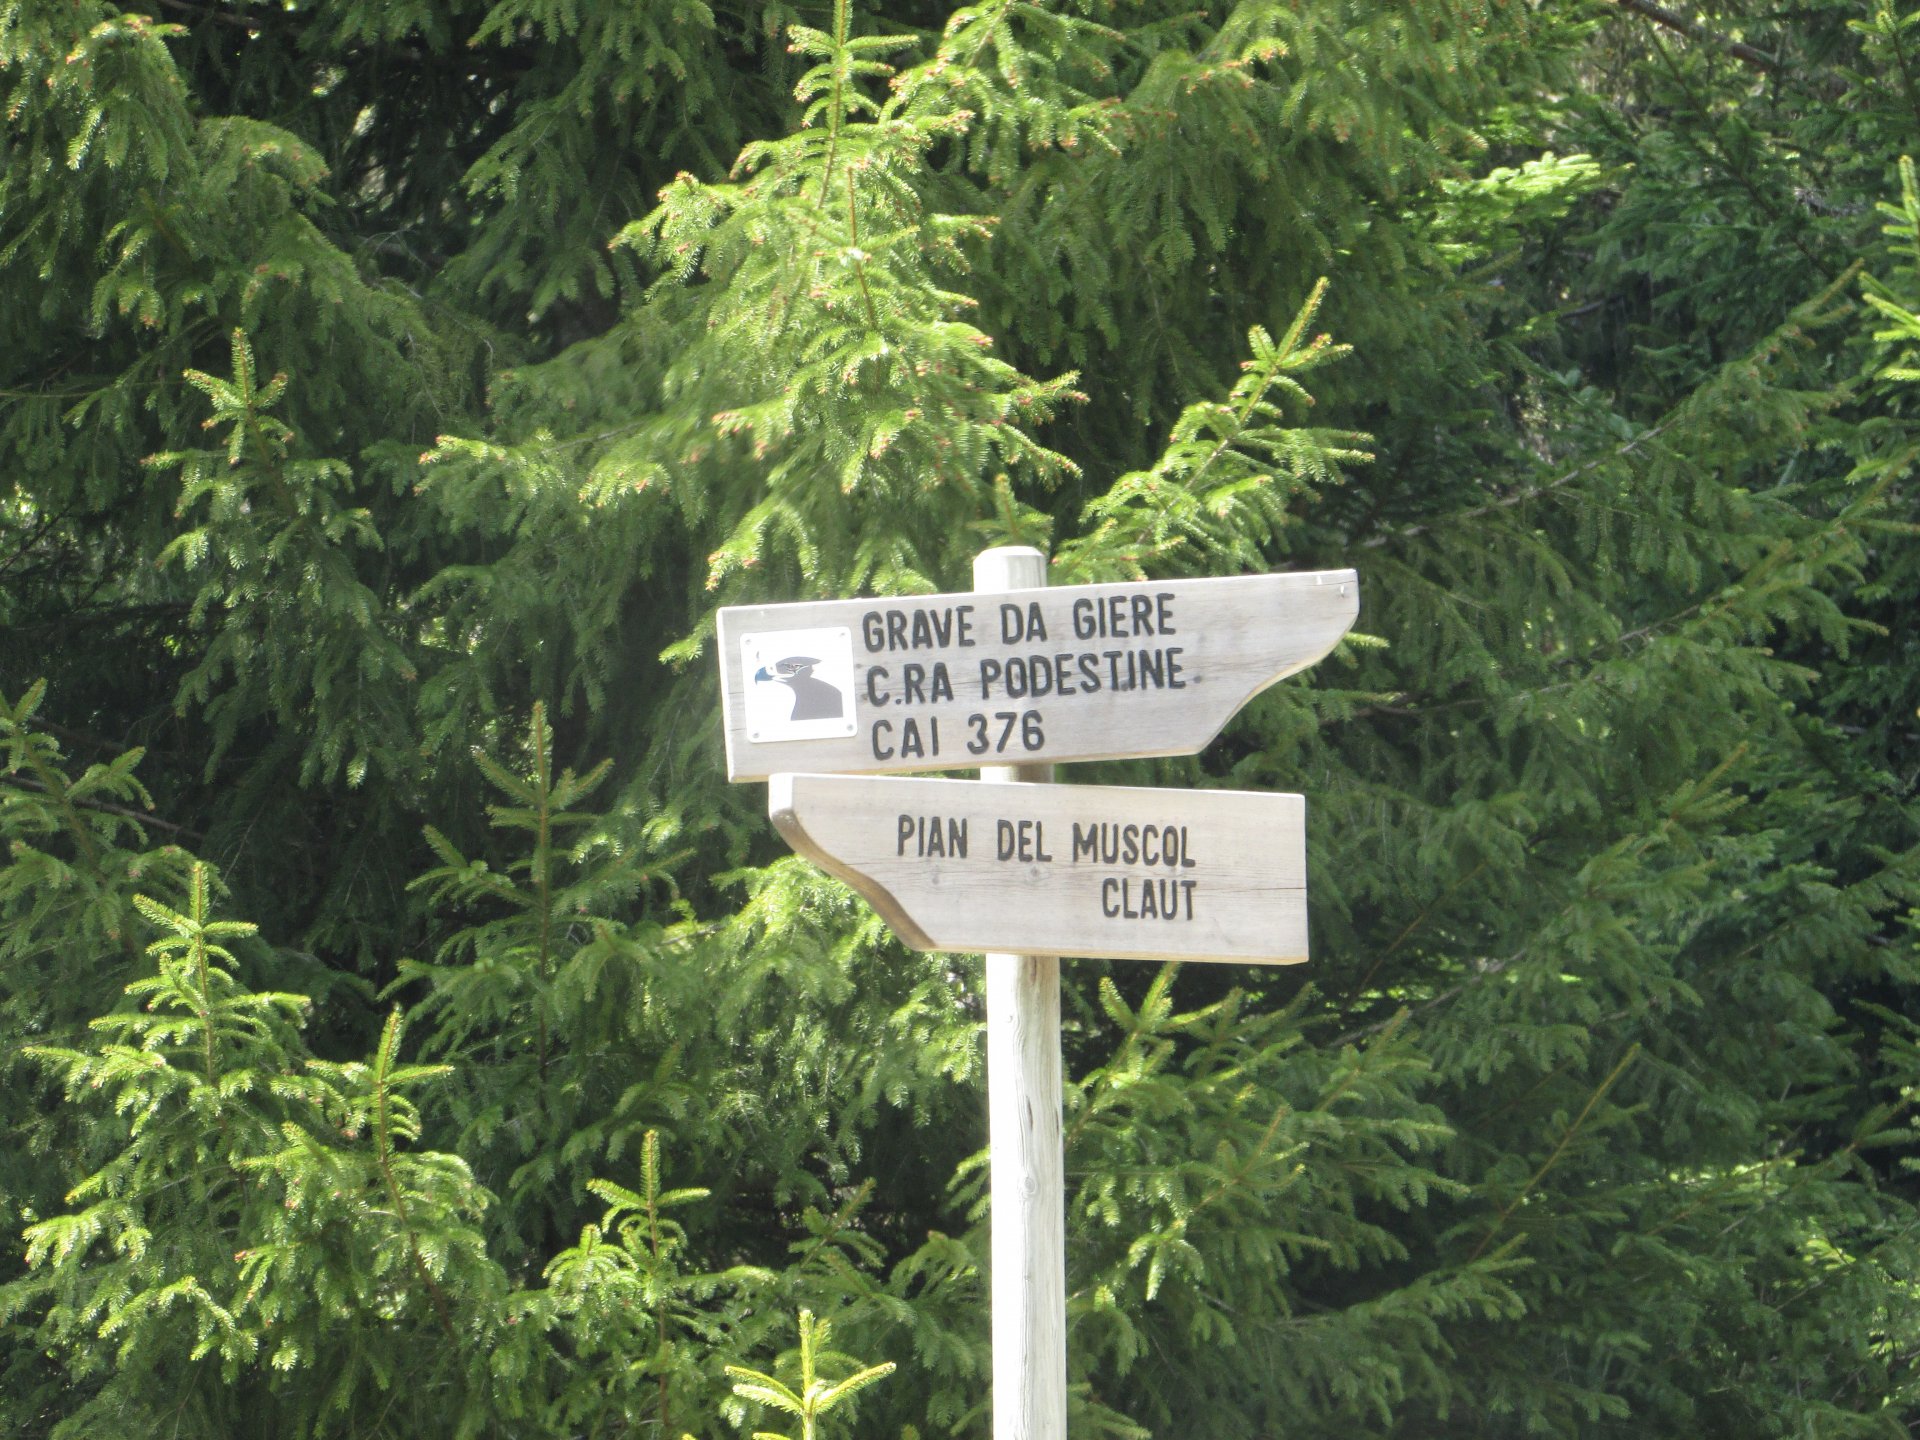 GRAVE DA GIERE
C.RA PODESTINE
CAI 376
PIAN DEL MUSCOL
CLAUT